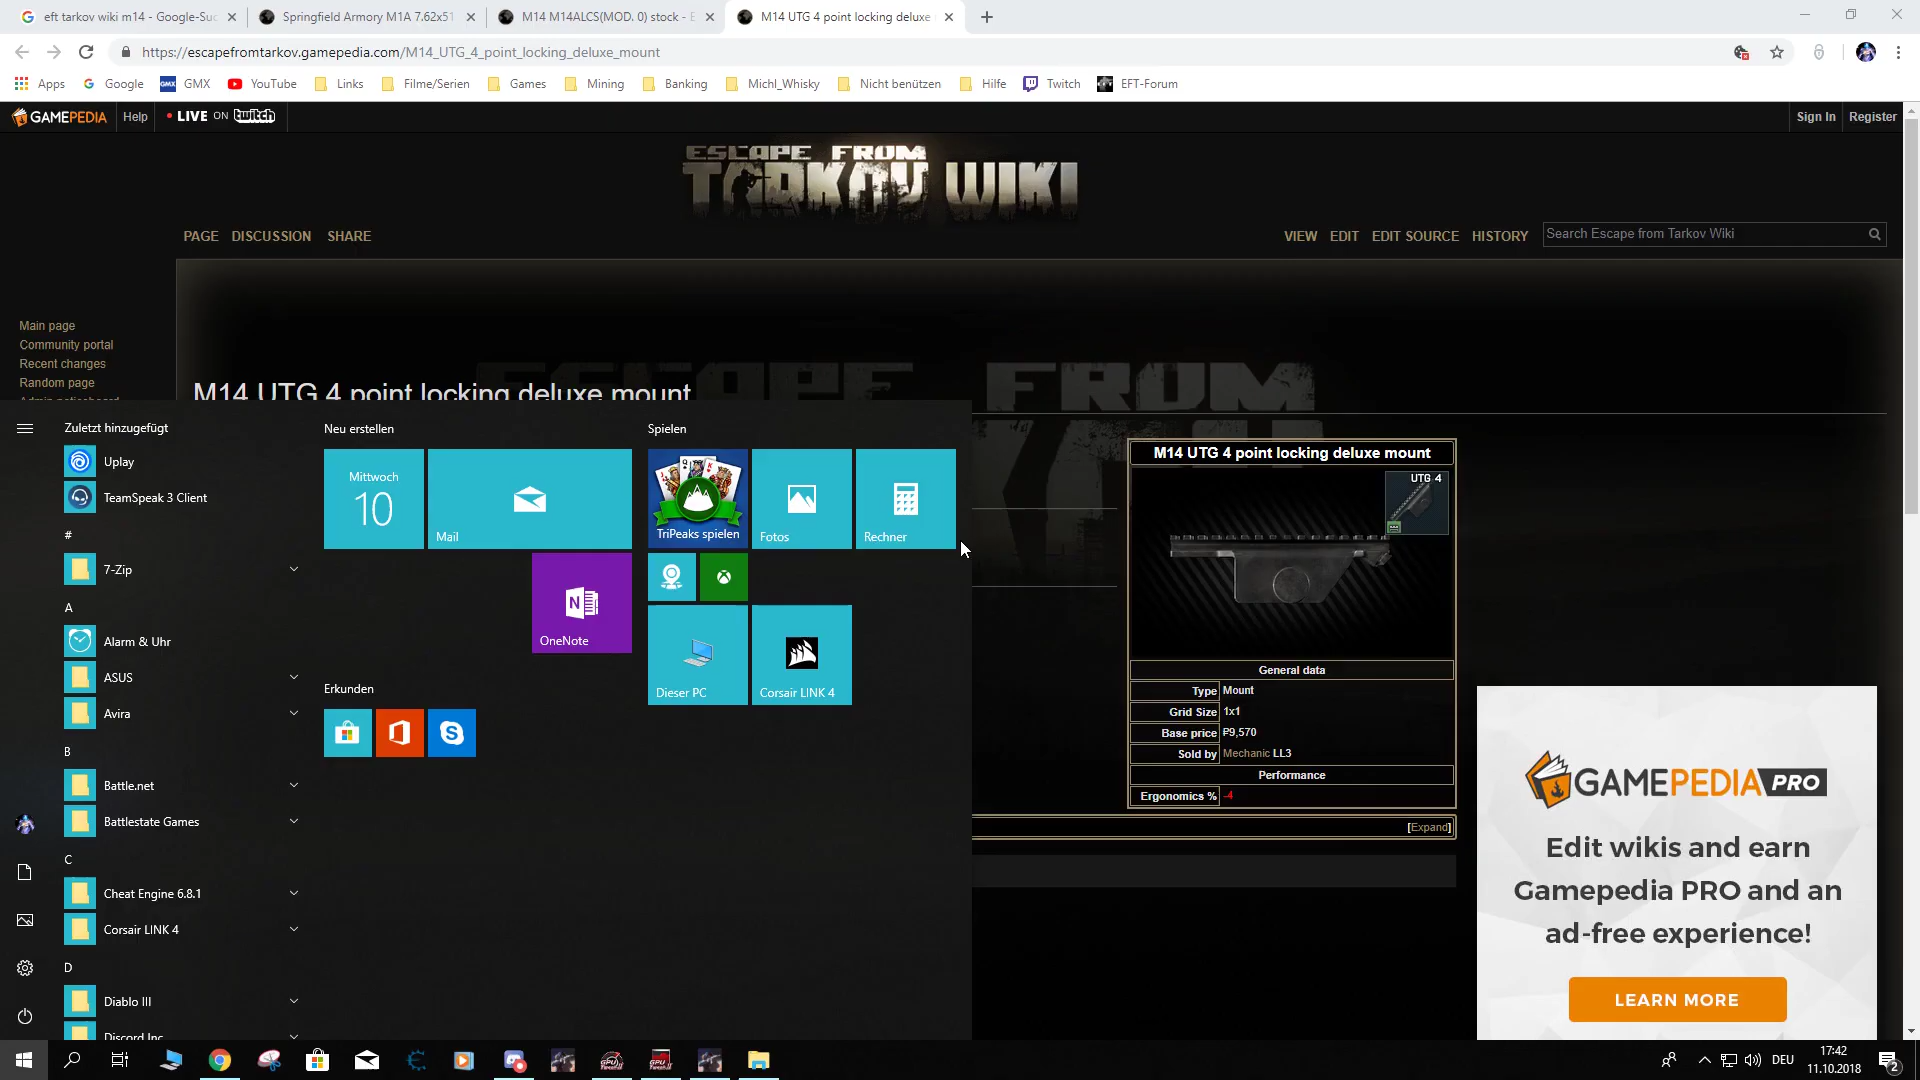 eft tarkov wiki m14 - Google-Suc
Springfield Armory M1A 7.62x51
M14 M14ALCS(MOD. 0) stock - E
M14 UTG 4 point locking deluxe
https://escapefromtarkov.gamepedia.com/M14_UTG_4_point_locking_deluxe_mount
Apps
Google
GMX
YouTube
Links
Filme/Serien
Games
Mining
Banking
Michl_Whisky
Nicht benützen
Hilfe
Twitch
EFT-Forum
GAMEPEDIA
Help
LIVE ON twitch
Sign In
Register
ESCAPE FROM
TARKOV WIKI
PAGE
DISCUSSION
SHARE
VIEW
EDIT
EDIT SOURCE
HISTORY
Search Escape from Tarkov Wiki
Main page
Community portal
Recent changes
Random page
M14 UTG 4 point locking deluxe mount
Zuletzt hinzugefügt
Uplay
TeamSpeak 3 Client
#
7-Zip
A
Alarm & Uhr
ASUS
Avira
B
Battle.net
Battlestate Games
C
Cheat Engine 6.8.1
Corsair LINK 4
D
Diablo III
Discord Inc
Neu erstellen
Mittwoch
10
Mail
OneNote
Erkunden
Spielen
TriPeaks spielen
Fotos
Rechner
Dieser PC
Corsair LINK 4
M14 UTG 4 point locking deluxe mount
UTG 4
General data
Type Mount
Grid Size 1x1
Base price ₽9,570
Sold by Mechanic LL3
Performance
Ergonomics % -4
[Expand]
GAMEPEDIA PRO
Edit wikis and earn
Gamepedia PRO and an
ad-free experience!
LEARN MORE
DEU
17:42
11.10.2018
2